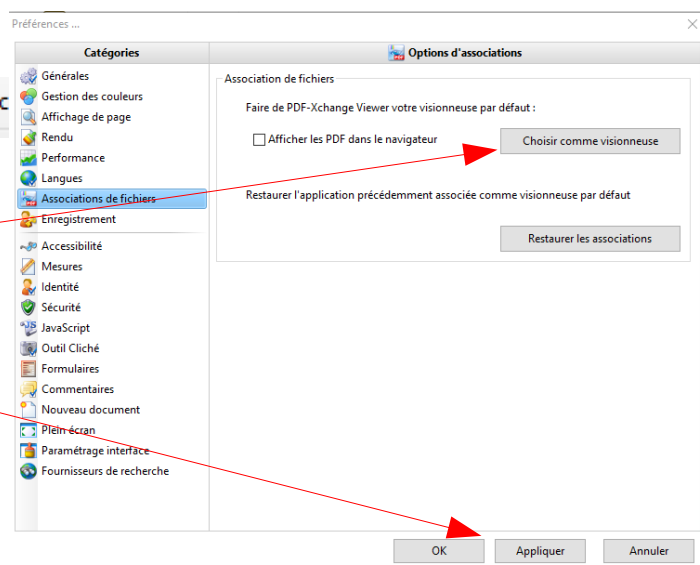 Préférences ...
Catégories
Générales
Gestion des couleurs
Affichage de page
Rendu
Performance
Langues
Associations de fichiers
Enregistrement
Accessibilité
Mesures
Identité
Sécurité
JavaScript
Outil Cliché
Formulaires
Commentaires
Nouveau document
Plein écran
Paramétrage interface
Fournisseurs de recherche
Options d'associations
Association de fichiers
Faire de PDF-Xchange Viewer votre visionneuse par défaut :
Afficher les PDF dans le navigateur
Choisir comme visionneuse
Restaurer l'application précédemment associée comme visionneuse par défaut
Restaurer les associations
OK
Appliquer
Annuler